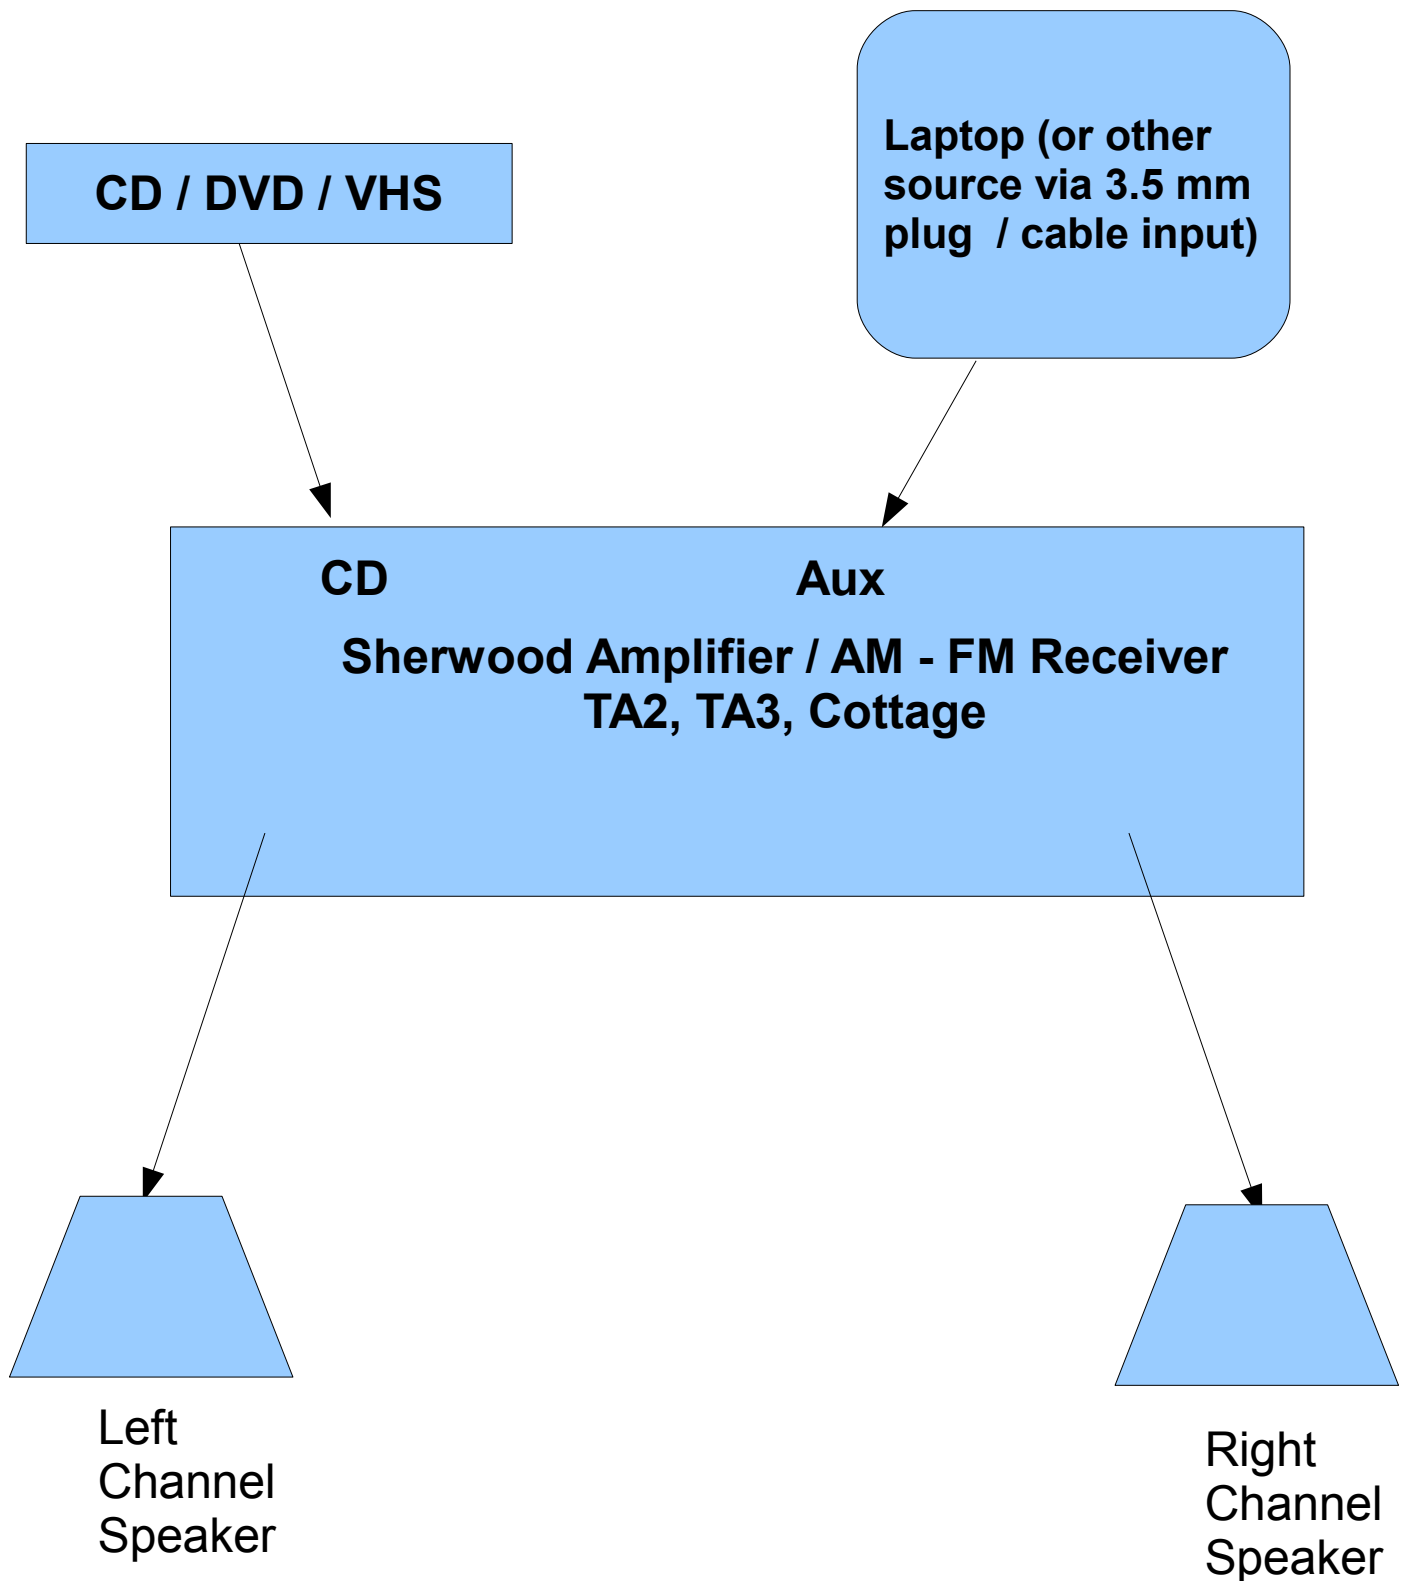 Laptop (or other
source via 3.5 mm
plug  / cable input)
CD / DVD / VHS
CD
Aux
Sherwood Amplifier / AM - FM Receiver
TA2, TA3, Cottage
Left
Channel
Speaker
Right
Channel
Speaker